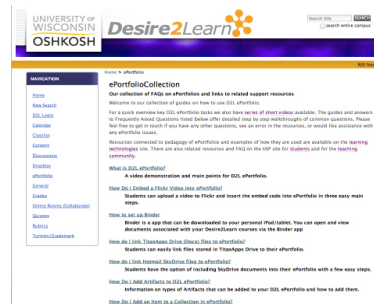 UNIVERSITY OF
WISCONSIN
OSHKOSH
Desire2Learn
Search Site
SEARCH
search entire campus
RSS Feed
NAVIGATION
Home
New Search
D2L Login
Calendar
Classlist
Content
Discussions
Dropbox
ePortfolio
General
Grades
Online Rooms (Collaborate)
Quizzes
Rubrics
Turnitin/Grademark
Home > ePortfolio
ePortfolioCollection
Our collection of FAQs on ePortfolios and links to related support resources
Welcome to our collection of guides on how to use D2L ePortfolio.
For a quick overview key D2L ePortfolio tasks we also have series of short videos available. The guides and answers
to Frequently Asked Questions listed below offer detailed step by step walkthroughs of common questions. Please
feel free to get in touch if you have any other questions, see an error in the resources, or would like assistance with
any ePortfolio issues.
Resources connected to pedagogy of ePortfolios and examples of how they are used are available on the learning
technologies site. There are also related resources and FAQ on the USP site for students and for the teaching
community.
What is D2L ePortfolio?
A video demonstration and main points for D2L ePortfolio.
How Do I Embed a Flickr Video into ePortfolio?
Students can upload a video to Flickr and insert the embed code into ePortfolio in three easy main
steps.
How to set up Binder
Binder is a app that can be downloaded to your personal iPad/tablet. You can open and view
documents associated with your Desire2Learn courses via the Binder app
How do I link TitanApps Drive (Docs) files to ePortfolio?
Students can easily link files stored in TitanApps Drive to their ePortfolio.
How do I link Hotmail SkyDrive files to ePortfolio?
Students have the option of including SkyDrive documents into their ePortfolio with a few easy steps.
How Do I Add Artifacts to D2L ePortfolio?
Information on types of Artifacts that can be added to your D2L ePortfolio and how to add them.
How Do I Add an Item to a Collection in ePortfolio?